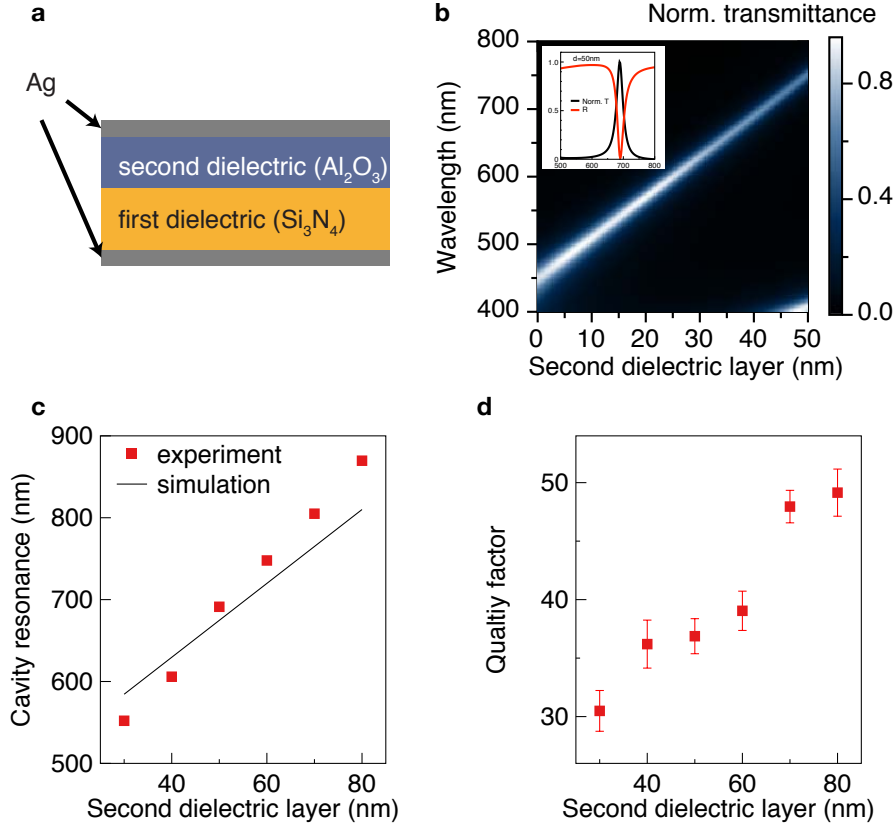 a
Ag
second dielectric (Al₂O₃)
first dielectric (Si₃N₄)
b
Norm. transmittance
Wavelength (nm)
800
700
600
500
400
0 10 20 30 40 50
Second dielectric layer (nm)
0.8
0.4
0.0
d=50nm
1.0
0.5
0
Norm. T
R
500 600 700 800
c
Cavity resonance (nm)
900
800
700
600
500
experiment
simulation
40 60 80
Second dielectric layer (nm)
d
Qualtiy factor
50
40
30
40 60 80
Second dielectric layer (nm)